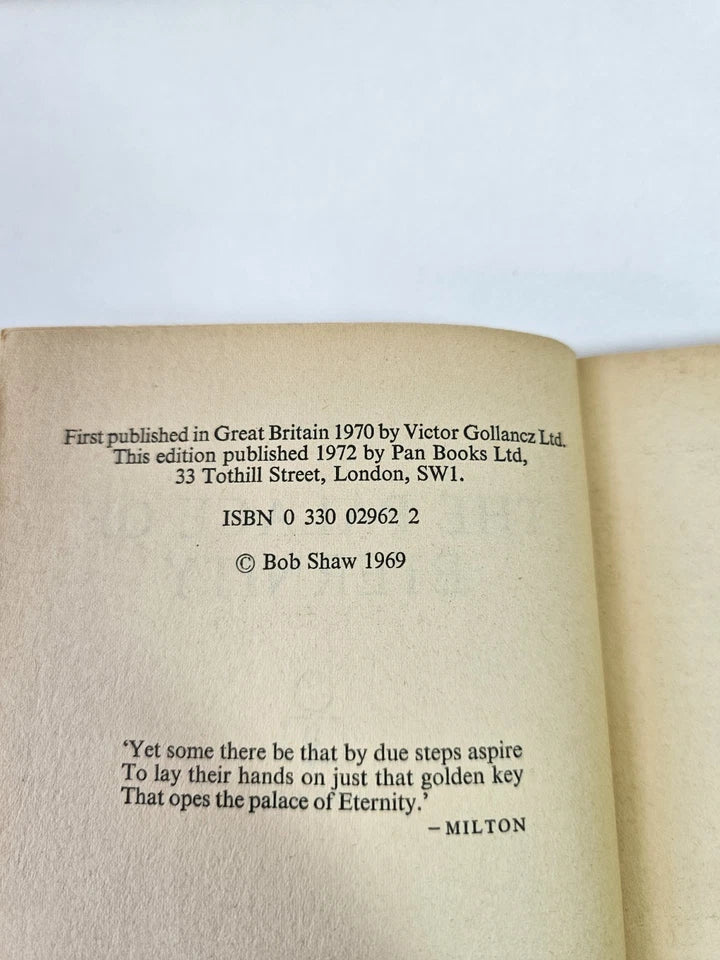 First published in Great Britain 1970 by Victor Gollancz Ltd.
This edition published 1972 by Pan Books Ltd,
33 Tothill Street, London, SW1.
ISBN 0 330 02962 2
© Bob Shaw 1969
‘Yet some there be that by due steps aspire
To lay their hands on just that golden key
That opes the palace of Eternity.’
– MILTON